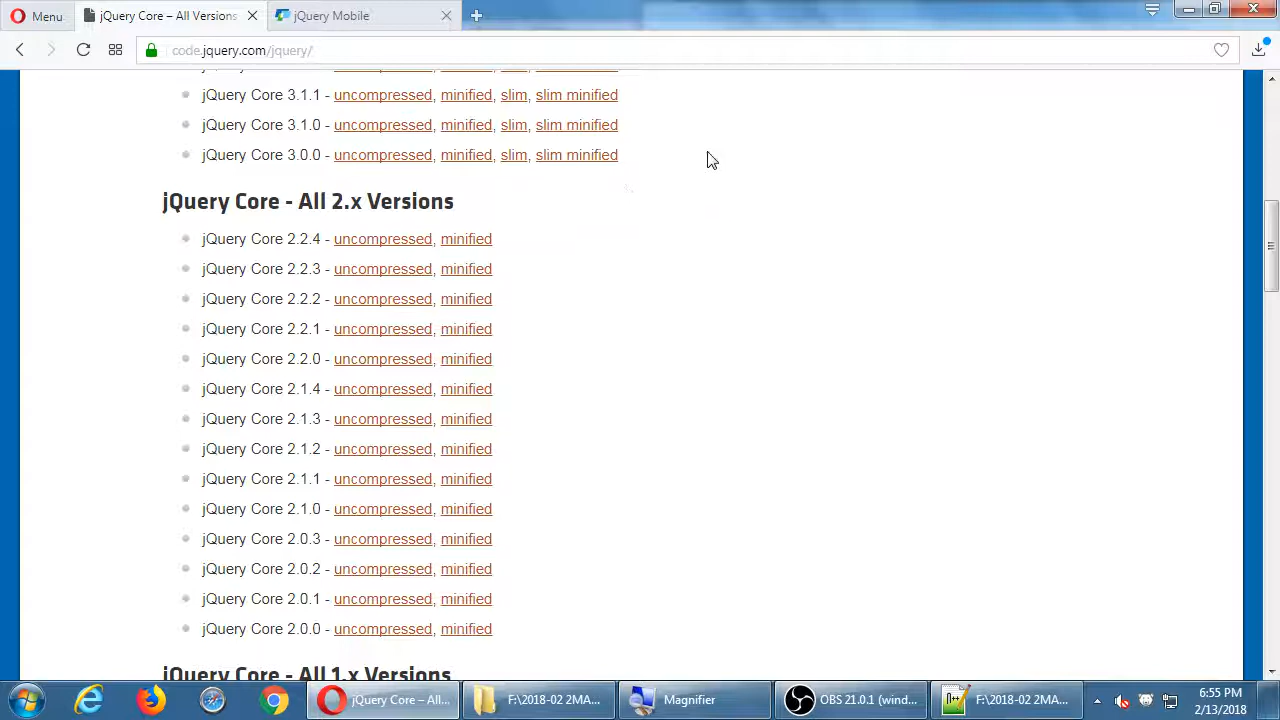 Menu
jQuery Core – All Versions
jQuery Mobile
code.jquery.com/jquery/
jQuery Core 3.1.1 - uncompressed, minified, slim, slim minified
jQuery Core 3.1.0 - uncompressed, minified, slim, slim minified
jQuery Core 3.0.0 - uncompressed, minified, slim, slim minified
jQuery Core - All 2.x Versions
jQuery Core 2.2.4 - uncompressed, minified
jQuery Core 2.2.3 - uncompressed, minified
jQuery Core 2.2.2 - uncompressed, minified
jQuery Core 2.2.1 - uncompressed, minified
jQuery Core 2.2.0 - uncompressed, minified
jQuery Core 2.1.4 - uncompressed, minified
jQuery Core 2.1.3 - uncompressed, minified
jQuery Core 2.1.2 - uncompressed, minified
jQuery Core 2.1.1 - uncompressed, minified
jQuery Core 2.1.0 - uncompressed, minified
jQuery Core 2.0.3 - uncompressed, minified
jQuery Core 2.0.2 - uncompressed, minified
jQuery Core 2.0.1 - uncompressed, minified
jQuery Core 2.0.0 - uncompressed, minified
jQuery Core - All 1.x Versions
jQuery Core – All...
F:\2018-02 2MA...
Magnifier
OBS 21.0.1 (wind...
F:\2018-02 2MA...
6:55 PM
2/13/2018